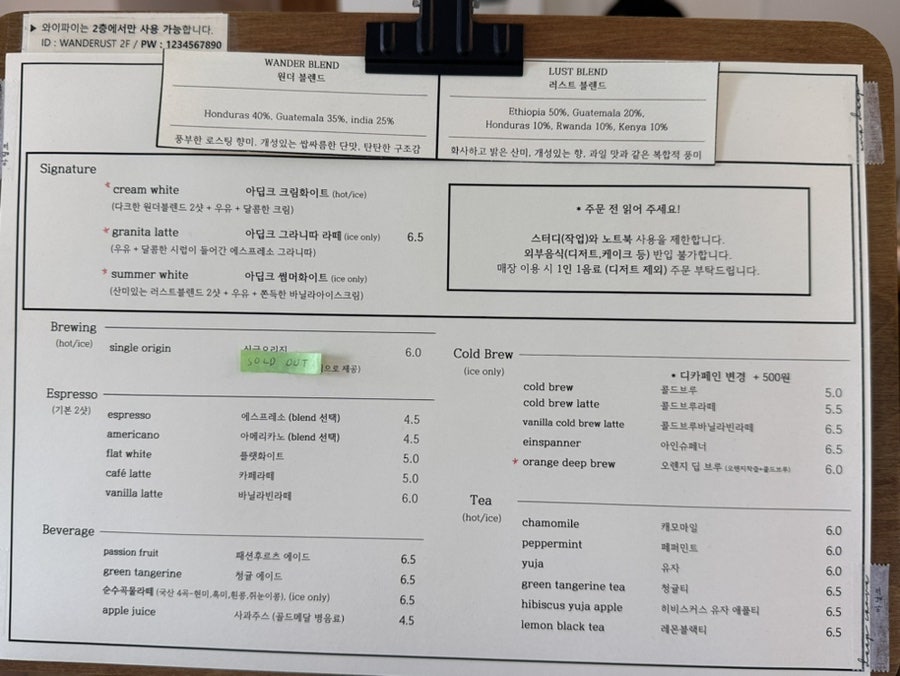 ▶ 와이파이는 2층에서만 사용 가능합니다.
ID : WANDERUST 2F / PW : 1234567890
WANDER BLEND
원더 블렌드
Honduras 40%, Guatemala 35%, india 25%
풍부한 로스팅 향미, 개성있는 쌉싸름한 단맛, 탄탄한 구조감
LUST BLEND
러스트 블렌드
Ethiopia 50%, Guatemala 20%,
Honduras 10%, Rwanda 10%, Kenya 10%
화사하고 밝은 산미, 개성있는 향, 과일 맛과 같은 복합적 풍미
Signature
* cream white 아딥크 크림화이트 (hot/ice)
(다크한 원더블렌드 2샷 + 우유 + 달콤한 크림)
* granita latte 아딥크 그라니따 라떼 (ice only) 6.5
(우유 + 달콤한 시럽이 들어간 에스프레소 그라니따)
* summer white 아딥크 썸머화이트 (ice only)
(산미있는 러스트블렌드 2샷 + 우유 + 쫀득한 바닐라아이스크림)
• 주문 전 읽어 주세요!
스터디(작업)와 노트북 사용을 제한합니다.
외부음식(디저트,케이크 등) 반입 불가합니다.
매장 이용 시 1인 1음료 (디저트 제외) 주문 부탁드립니다.
Brewing
(hot/ice)
single origin 싱글오리진 6.0
SOLD OUT
으로 제공)
Espresso
(기본 2샷)
espresso 에스프레소 (blend 선택) 4.5
americano 아메리카노 (blend 선택) 4.5
flat white 플랫화이트 5.0
café latte 카페라떼 5.0
vanilla latte 바닐라빈라떼 6.0
Beverage
passion fruit 패션후르츠 에이드 6.5
green tangerine 청귤 에이드 6.5
순수곡물라떼 (국산 4곡-현미,흑미,흰콩,쥐눈이콩), (ice only) 6.5
apple juice 사과주스 (골드메달 병음료) 4.5
Cold Brew
(ice only)
• 디카페인 변경 + 500원
cold brew 콜드브루 5.0
cold brew latte 콜드브루라떼 5.5
vanilla cold brew latte 콜드브루바닐라빈라떼 6.5
einspanner 아인슈페너 6.5
* orange deep brew 오렌지 딥 브루 (오렌지착즙+콜드브루) 6.0
Tea
(hot/ice)
chamomile 캐모마일 6.0
peppermint 페퍼민트 6.0
yuja 유자 6.0
green tangerine tea 청귤티 6.5
hibiscus yuja apple 히비스커스 유자 애플티 6.5
lemon black tea 레몬블랙티 6.5